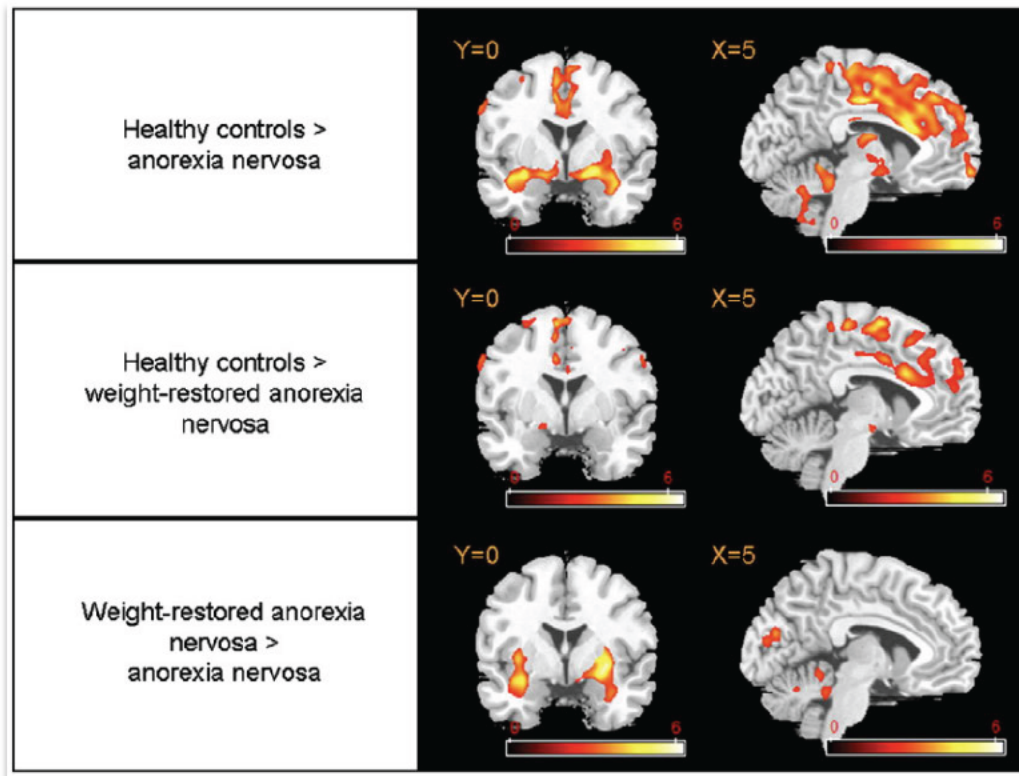 Healthy controls >
anorexia nervosa
Y=0
X=5
0
6
0
6
Healthy controls >
weight-restored anorexia
nervosa
Y=0
X=5
0
6
0
6
Weight-restored anorexia
nervosa >
anorexia nervosa
Y=0
X=5
0
6
0
6